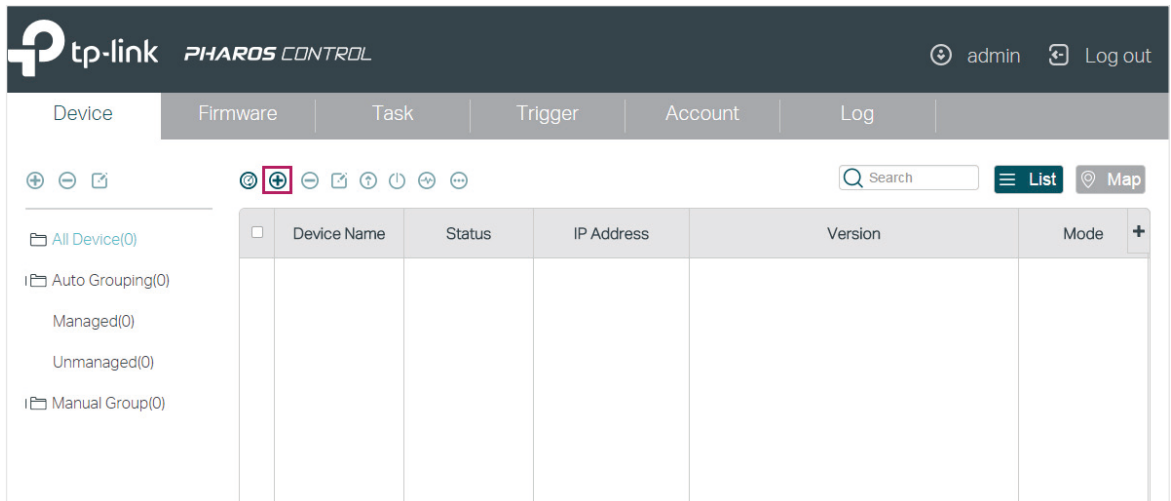 tp-link PHAROS CONTROL admin Log out
Device Firmware Task Trigger Account Log
Search List Map
Device Name Status IP Address Version Mode
All Device(0)
Auto Grouping(0)
Managed(0)
Unmanaged(0)
Manual Group(0)